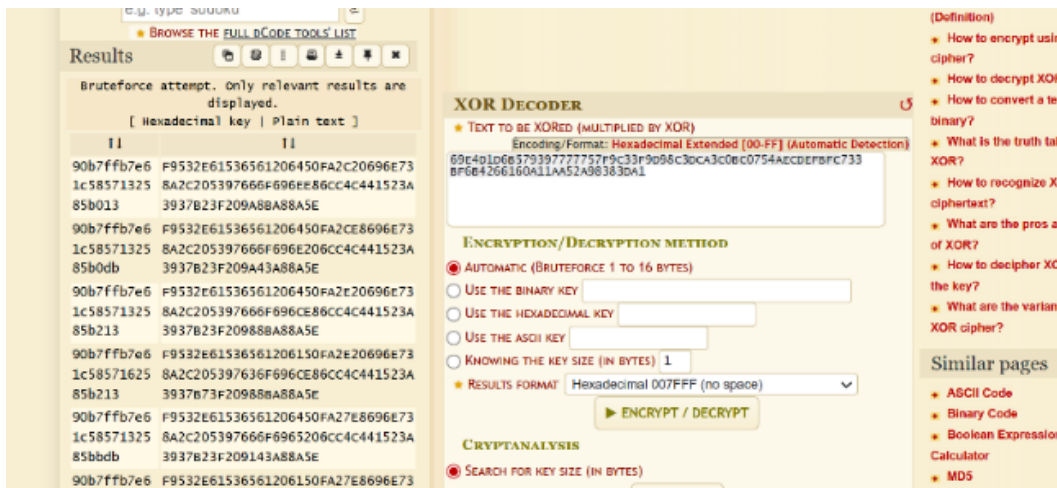 e.g. type 'sudoku'
★ BROWSE THE FULL DCODE TOOLS' LIST
Results
Bruteforce attempt. Only relevant results are
displayed.
[ Hexadecimal key | Plain text ]
↑↓ ↑↓
90b7ffb7e6 F9532E61536561206450FA2C20696E73
1c58571325 8A2C205397666F696EE86CC4C441523A
85b013 3937B23F209A8BA88A5E
90b7ffb7e6 F9532E61536561206450FA2CE8696E73
1c58571325 8A2C205397666F696E206CC4C441523A
85b0db 3937B23F209A43A88A5E
90b7ffb7e6 F9532E61536561206450FA2E20696E73
1c58571325 8A2C205397666F696CE86CC4C441523A
85b213 3937B23F20988BA88A5E
90b7ffb7e6 F9532E61536561206150FA2E20696E73
1c58571625 8A2C205397636F696CE86CC4C441523A
85b213 3937B73F20988BA88A5E
90b7ffb7e6 F9532E61536561206450FA27E8696E73
1c58571325 8A2C205397666F6965206CC4C441523A
85bbdb 3937B23F209143A88A5E
90b7ffb7e6 F9532E61536561206150FA27E8696E73
XOR DECODER
★ TEXT TO BE XORED (MULTIPLIED BY XOR)
Encoding/Format: Hexadecimal Extended [00-FF] (Automatic Detection)
69E4D1D6B579397777757F9C33F9D98C3DCA3C0BC0754AECDEFBFC733
BF6B4266160A11AA52A98383DA1
ENCRYPTION/DECRYPTION METHOD
AUTOMATIC (BRUTEFORCE 1 TO 16 BYTES)
USE THE BINARY KEY
USE THE HEXADECIMAL KEY
USE THE ASCII KEY
KNOWING THE KEY SIZE (IN BYTES) 1
★ RESULTS FORMAT Hexadecimal 007FFF (no space)
▶ ENCRYPT / DECRYPT
CRYPTANALYSIS
SEARCH FOR KEY SIZE (IN BYTES)
(Definition)
How to encrypt usin
cipher?
How to decrypt XOR
How to convert a te
binary?
What is the truth tal
XOR?
How to recognize X
ciphertext?
What are the pros a
of XOR?
How to decipher XO
the key?
What are the varian
XOR cipher?
Similar pages
ASCII Code
Binary Code
Boolean Expression
Calculator
MD5